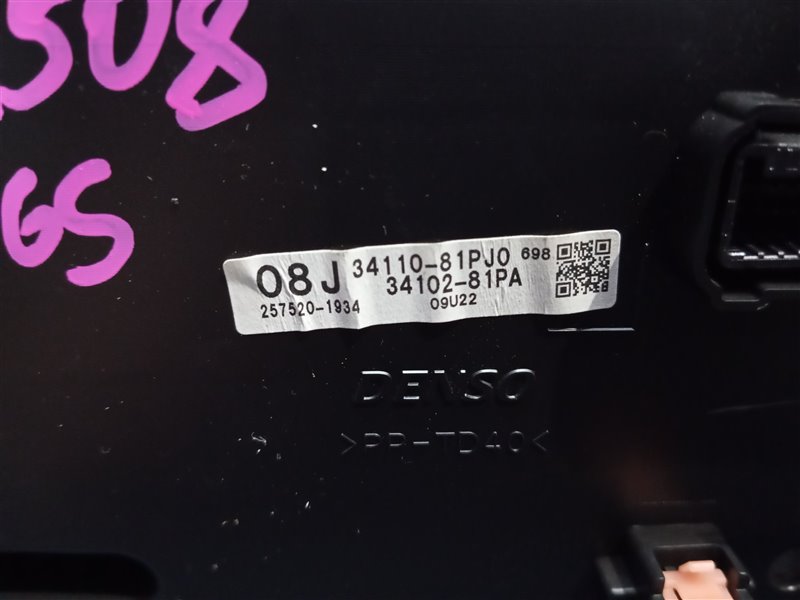 508
GS
08J 34110-81PJ0 698
34102-81PA
257520-1934 09U22
DENSO
>PP-TD40<